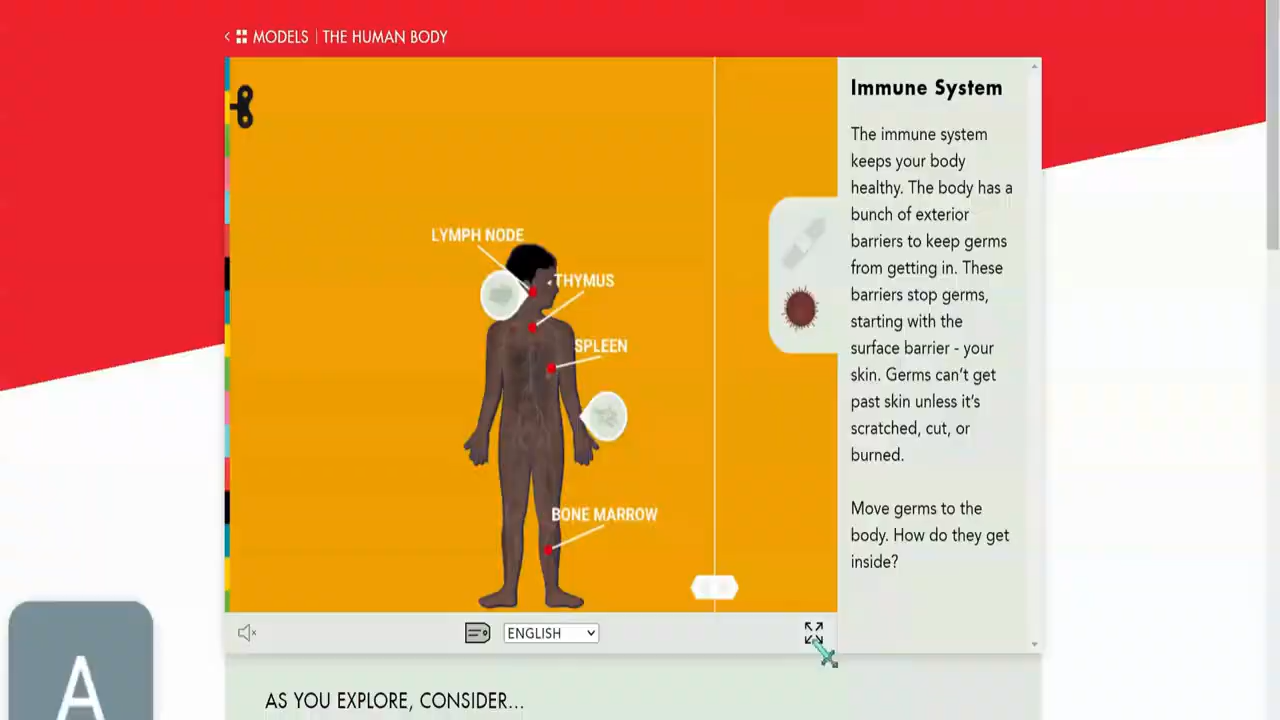 MODELS | THE HUMAN BODY
LYMPH NODE
THYMUS
SPLEEN
BONE MARROW
Immune System
The immune system
keeps your body
healthy. The body has a
bunch of exterior
barriers to keep germs
from getting in. These
barriers stop germs,
starting with the
surface barrier - your
skin. Germs can't get
past skin unless it's
scratched, cut, or
burned.
Move germs to the
body. How do they get
inside?
ENGLISH
A
AS YOU EXPLORE, CONSIDER...